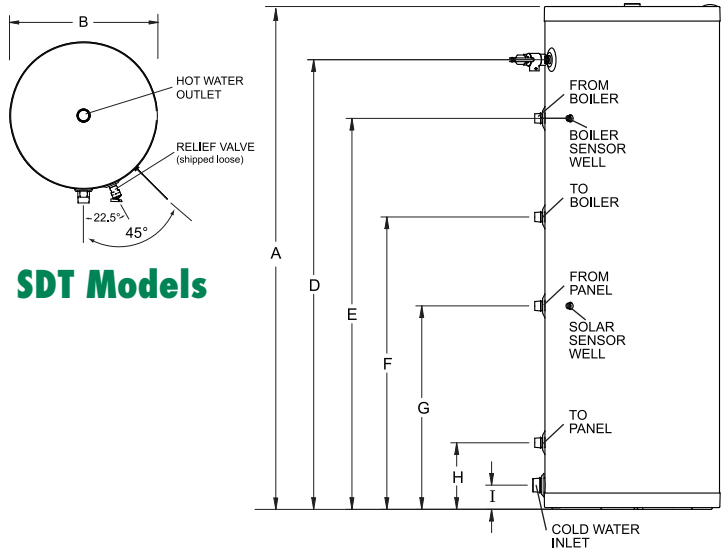 B
HOT WATER
OUTLET
RELIEF VALVE
(shipped loose)
22.5°
45°
SDT Models
A
D
E
F
G
H
I
FROM
BOILER
BOILER
SENSOR
WELL
TO
BOILER
FROM
PANEL
SOLAR
SENSOR
WELL
TO
PANEL
COLD WATER
INLET